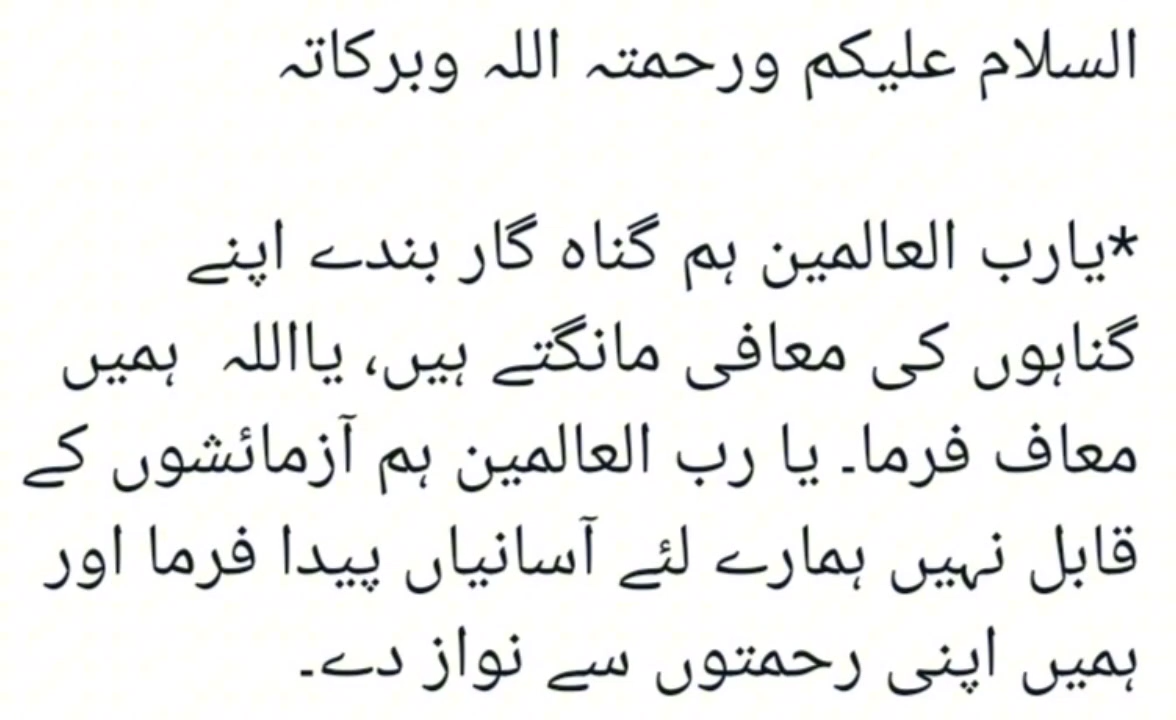 السلام علیکم ورحمتہ اللہ وبرکاتہ
*یارب العالمین ہم گناہ گار بندے اپنے
گناہوں کی معافی مانگتے ہیں، یااللہ  ہمیں
معاف فرما۔ یا رب العالمین ہم آزمائشوں کے
قابل نہیں ہمارے لئے آسانیاں پیدا فرما اور
ہمیں اپنی رحمتوں سے نواز دے۔